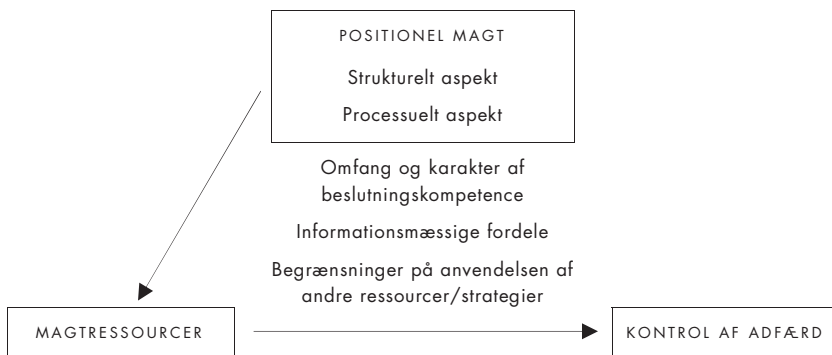 POSITIONEL MAGT
Strukturelt aspekt
Processuelt aspekt
Omfang og karakter af
beslutningskompetence
Informationsmæssige fordele
Begrænsninger på anvendelsen af
andre ressourcer/strategier
MAGTRESSOURCER
KONTROL AF ADFÆRD